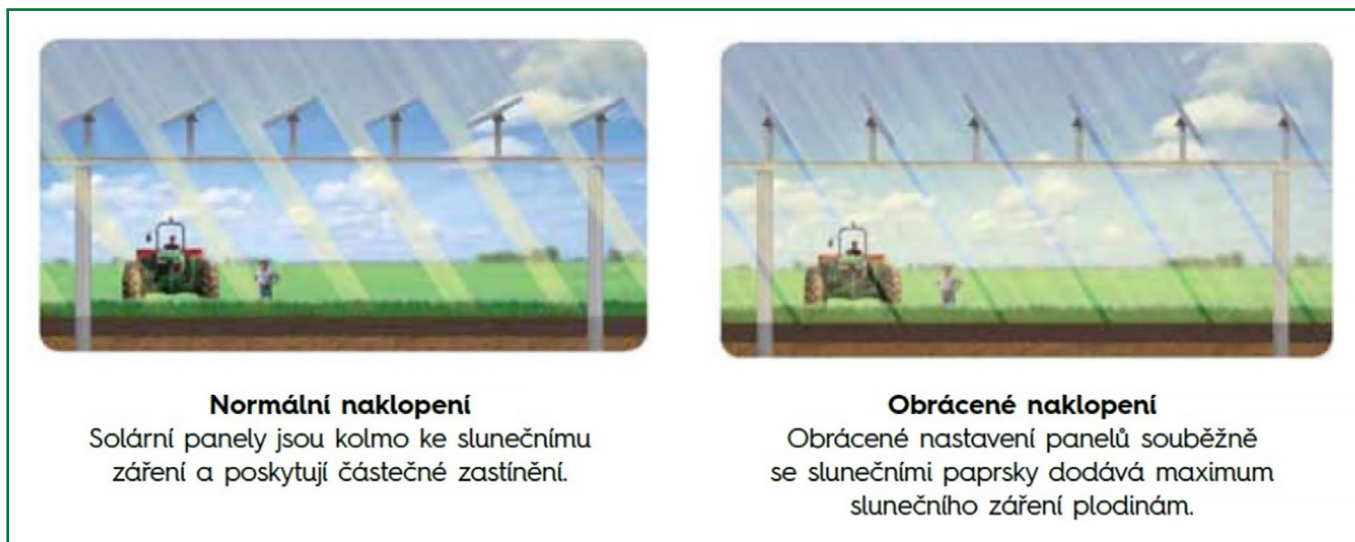 Normální naklopení
Solární panely jsou kolmo ke slunečnímu
záření a poskytují částečné zastínění.
Obrácené naklopení
Obrácené nastavení panelů souběžně
se slunečními paprsky dodává maximum
slunečního záření plodinám.